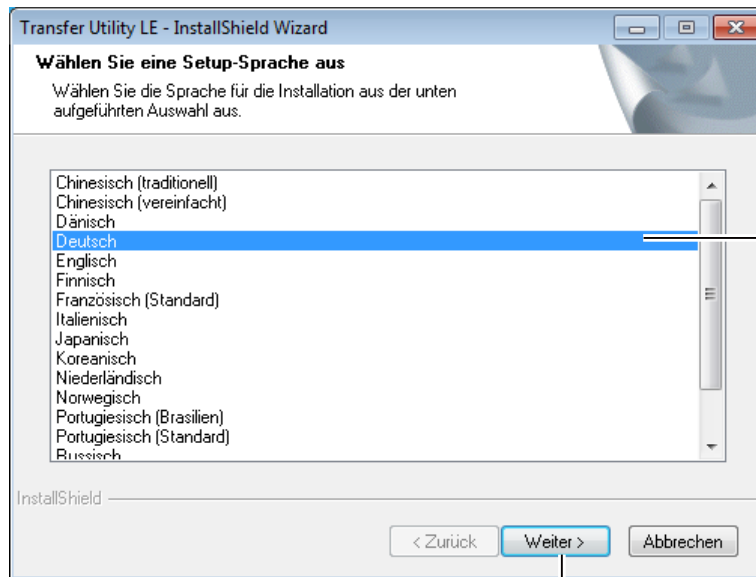 Transfer Utility LE - InstallShield Wizard
Wählen Sie eine Setup-Sprache aus
Wählen Sie die Sprache für die Installation aus der unten
aufgeführten Auswahl aus.
Chinesisch (traditionell)
Chinesisch (vereinfacht)
Dänisch
Deutsch
Englisch
Finnisch
Französisch (Standard)
Italienisch
Japanisch
Koreanisch
Niederländisch
Norwegisch
Portugiesisch (Brasilien)
Portugiesisch (Standard)
Russisch
InstallShield
< Zurück
Weiter >
Abbrechen